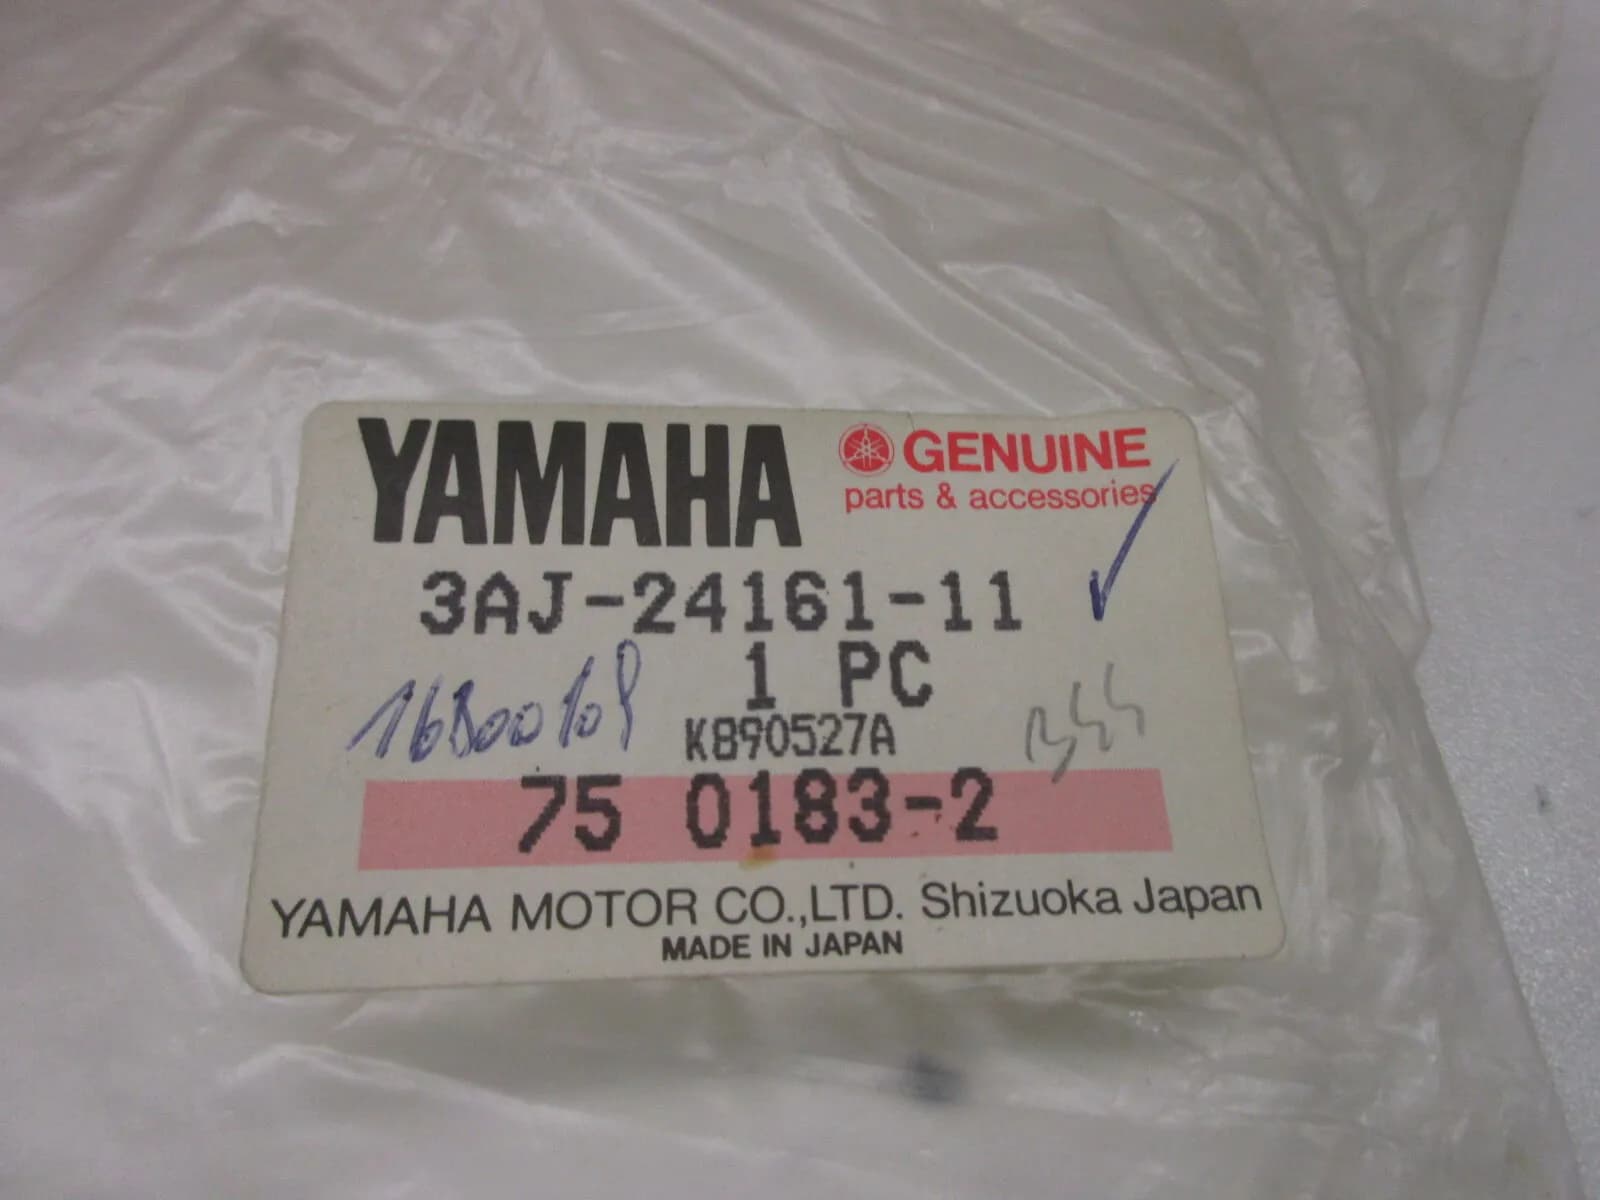 YAMAHA
GENUINE
parts & accessories
3AJ-24161-11
1 PC
K890527A
75 0183-2
YAMAHA MOTOR CO.,LTD. Shizuoka Japan
MADE IN JAPAN